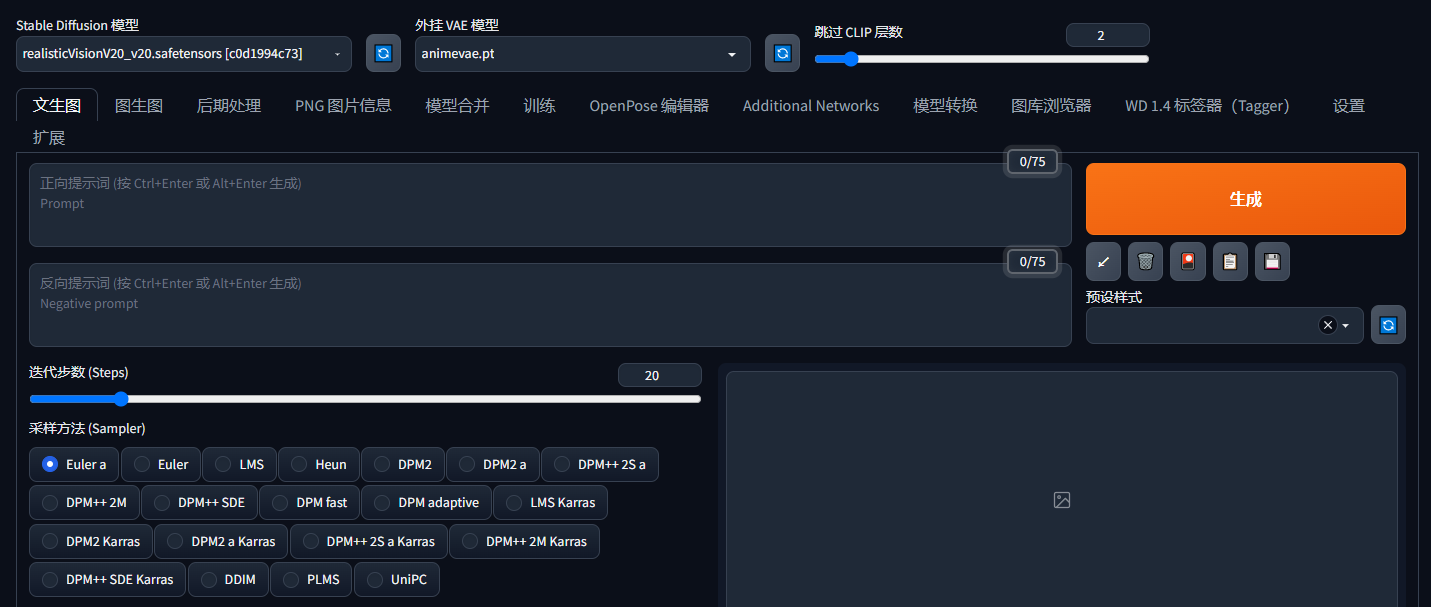 Stable Diffusion 模型
外挂 VAE 模型
跳过 CLIP 层数
2
realisticVisionV20_v20.safetensors [c0d1994c73]
animevae.pt
文生图 图生图 后期处理 PNG 图片信息 模型合并 训练 OpenPose 编辑器 Additional Networks 模型转换 图库浏览器 WD 1.4 标签器（Tagger） 设置
扩展
0/75
正向提示词 (按 Ctrl+Enter 或 Alt+Enter 生成)
Prompt
生成
0/75
反向提示词 (按 Ctrl+Enter 或 Alt+Enter 生成)
Negative prompt
预设样式
迭代步数 (Steps)
20
采样方法 (Sampler)
Euler a Euler LMS Heun DPM2 DPM2 a DPM++ 2S a
DPM++ 2M DPM++ SDE DPM fast DPM adaptive LMS Karras
DPM2 Karras DPM2 a Karras DPM++ 2S a Karras DPM++ 2M Karras
DPM++ SDE Karras DDIM PLMS UniPC